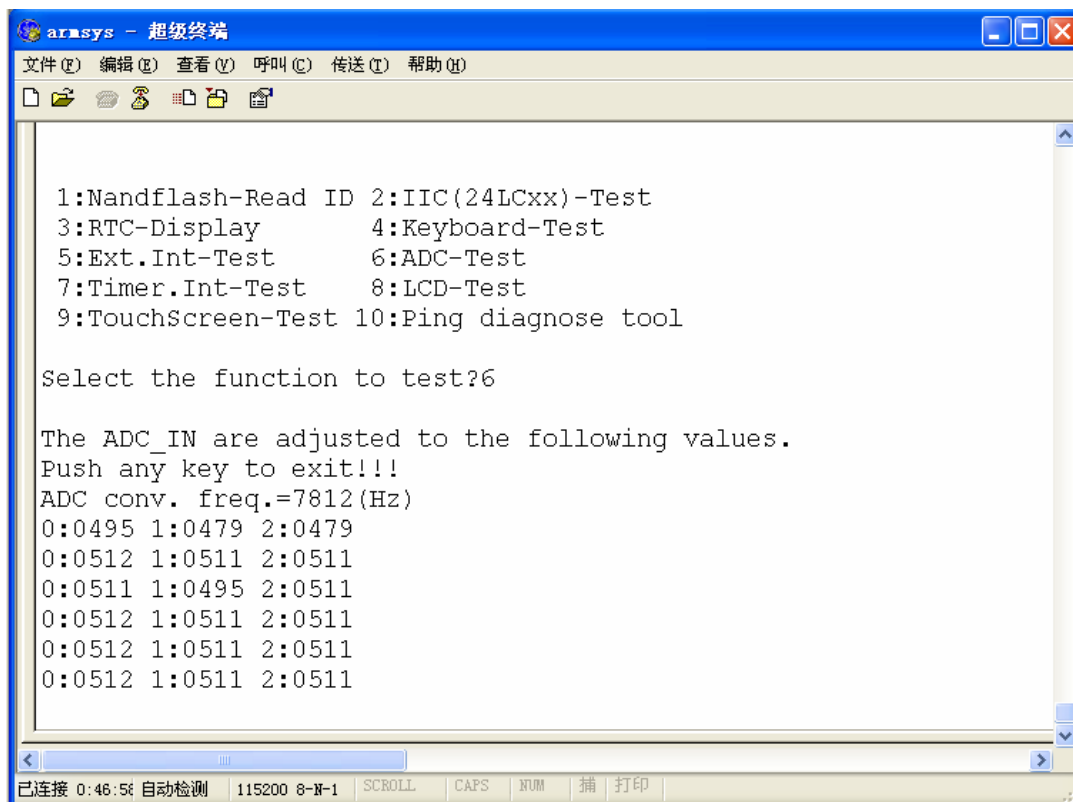 armsys - 超级终端
文件(F) 编辑(E) 查看(V) 呼叫(C) 传送(T) 帮助(H)
1:Nandflash-Read ID 2:IIC(24LCxx)-Test
3:RTC-Display 4:Keyboard-Test
5:Ext.Int-Test 6:ADC-Test
7:Timer.Int-Test 8:LCD-Test
9:TouchScreen-Test 10:Ping diagnose tool
Select the function to test?6
The ADC_IN are adjusted to the following values.
Push any key to exit!!!
ADC conv. freq.=7812(Hz)
0:0495 1:0479 2:0479
0:0512 1:0511 2:0511
0:0511 1:0495 2:0511
0:0512 1:0511 2:0511
0:0512 1:0511 2:0511
0:0512 1:0511 2:0511
已连接 0:46:58 自动检测 115200 8-N-1 SCROLL CAPS NUM 捕 打印